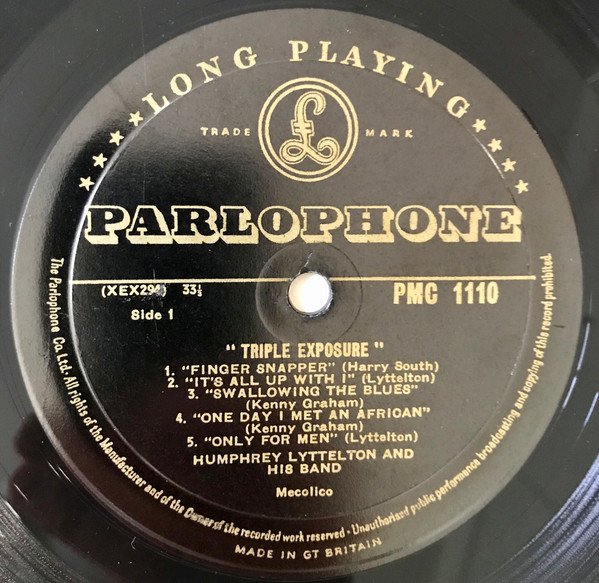 ★★★★ LONG PLAYING ★★★★
TRADE £ MARK
PARLOPHONE
33⅓
PMC 1110
Side 1
" TRIPLE EXPOSURE "
1. "FINGER SNAPPER" (Harry South)
2. "IT'S ALL UP WITH I" (Lyttelton)
3. "SWALLOWING THE BLUES"
(Kenny Graham)
4. "ONE DAY I MET AN AFRICAN"
(Kenny Graham)
5. "ONLY FOR MEN" (Lyttelton)
HUMPHREY LYTTELTON AND
HIS BAND
Mecolico
The Parlophone Co. Ltd. All rights of the Manufacturer and of the Owner of the recorded work reserved · Unauthorised public performance broadcasting and copying of this record prohibited.
MADE IN GT BRITAIN